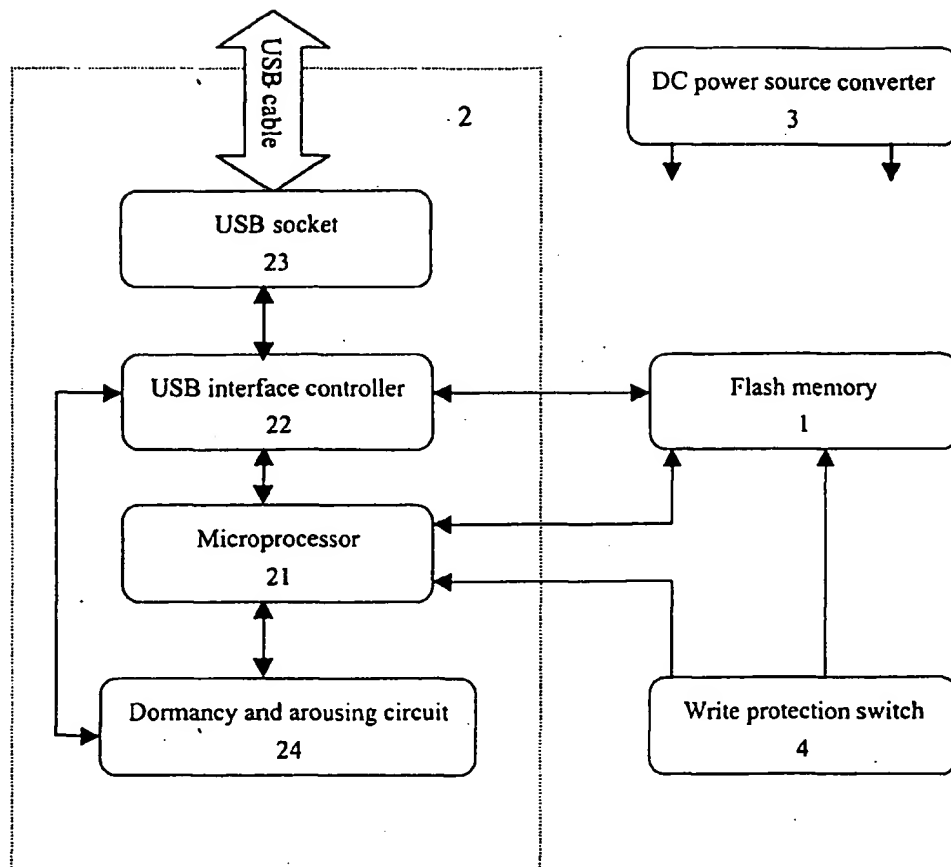 USB cable
2
DC power source converter
3
USB socket
23
USB interface controller
22
Flash memory
1
Microprocessor
21
Dormancy and arousing circuit
24
Write protection switch
4